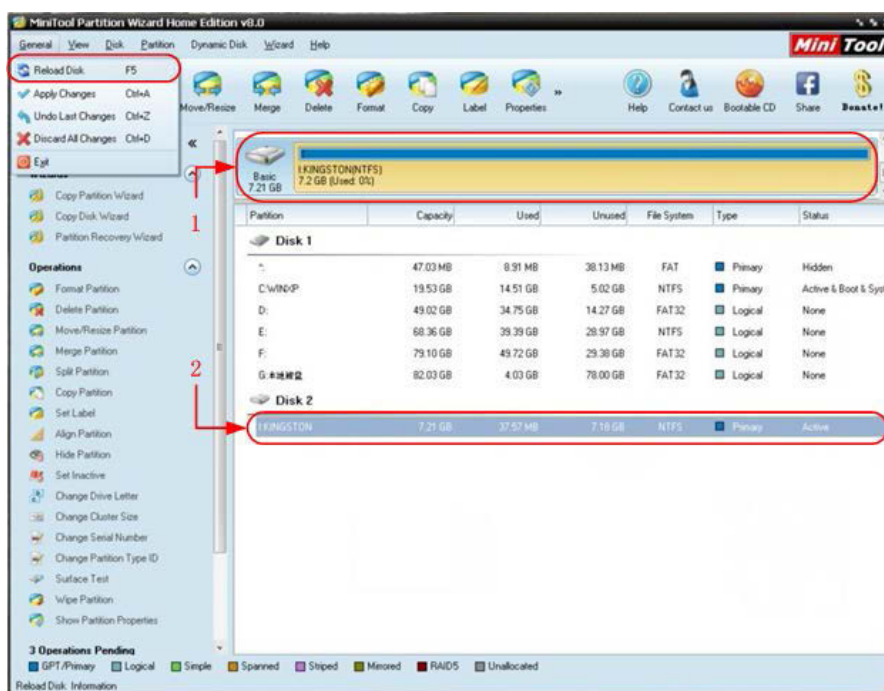 MiniTool Partition Wizard Home Edition v8.0
General View Disk Partition Dynamic Disk Wizard Help
Mini Tool
Reload Disk F5
Apply Changes Ctrl+A
Undo Last Changes Ctrl+Z
Discard All Changes Ctrl+D
Exit
Move/Resize Merge Delete Format Copy Label Properties » Help Contact us Bootable CD Share Donate!
«
Basic
7.21 GB
I:KINGSTON(NTFS)
7.2 GB (Used: 0%)
1
Copy Partition Wizard
Copy Disk Wizard
Partition Recovery Wizard
Operations
Format Partition
Delete Partition
Move/Resize Partition
Merge Partition
Split Partition
Copy Partition
Set Label
Align Partition
Hide Partition
Set Inactive
Change Drive Letter
Change Cluster Size
Change Serial Number
Change Partition Type ID
Surface Test
Wipe Partition
Show Partition Properties
3 Operations Pending
2
Partition Capacity Used Unused File System Type Status
Disk 1
*: 47.03 MB 8.91 MB 38.13 MB FAT Primary Hidden
C:WINXP 19.53 GB 14.51 GB 5.02 GB NTFS Primary Active & Boot & Syst
D: 49.02 GB 34.75 GB 14.27 GB FAT32 Logical None
E: 68.36 GB 39.39 GB 28.97 GB NTFS Logical None
F: 79.10 GB 49.72 GB 29.38 GB FAT32 Logical None
G:本地磁盘 82.03 GB 4.03 GB 78.00 GB FAT32 Logical None
Disk 2
I:KINGSTON 7.21 GB 37.97 MB 7.18 GB NTFS Primary Active
GPT/Primary Logical Simple Spanned Striped Mirrored RAID5 Unallocated
Reload Disk Information